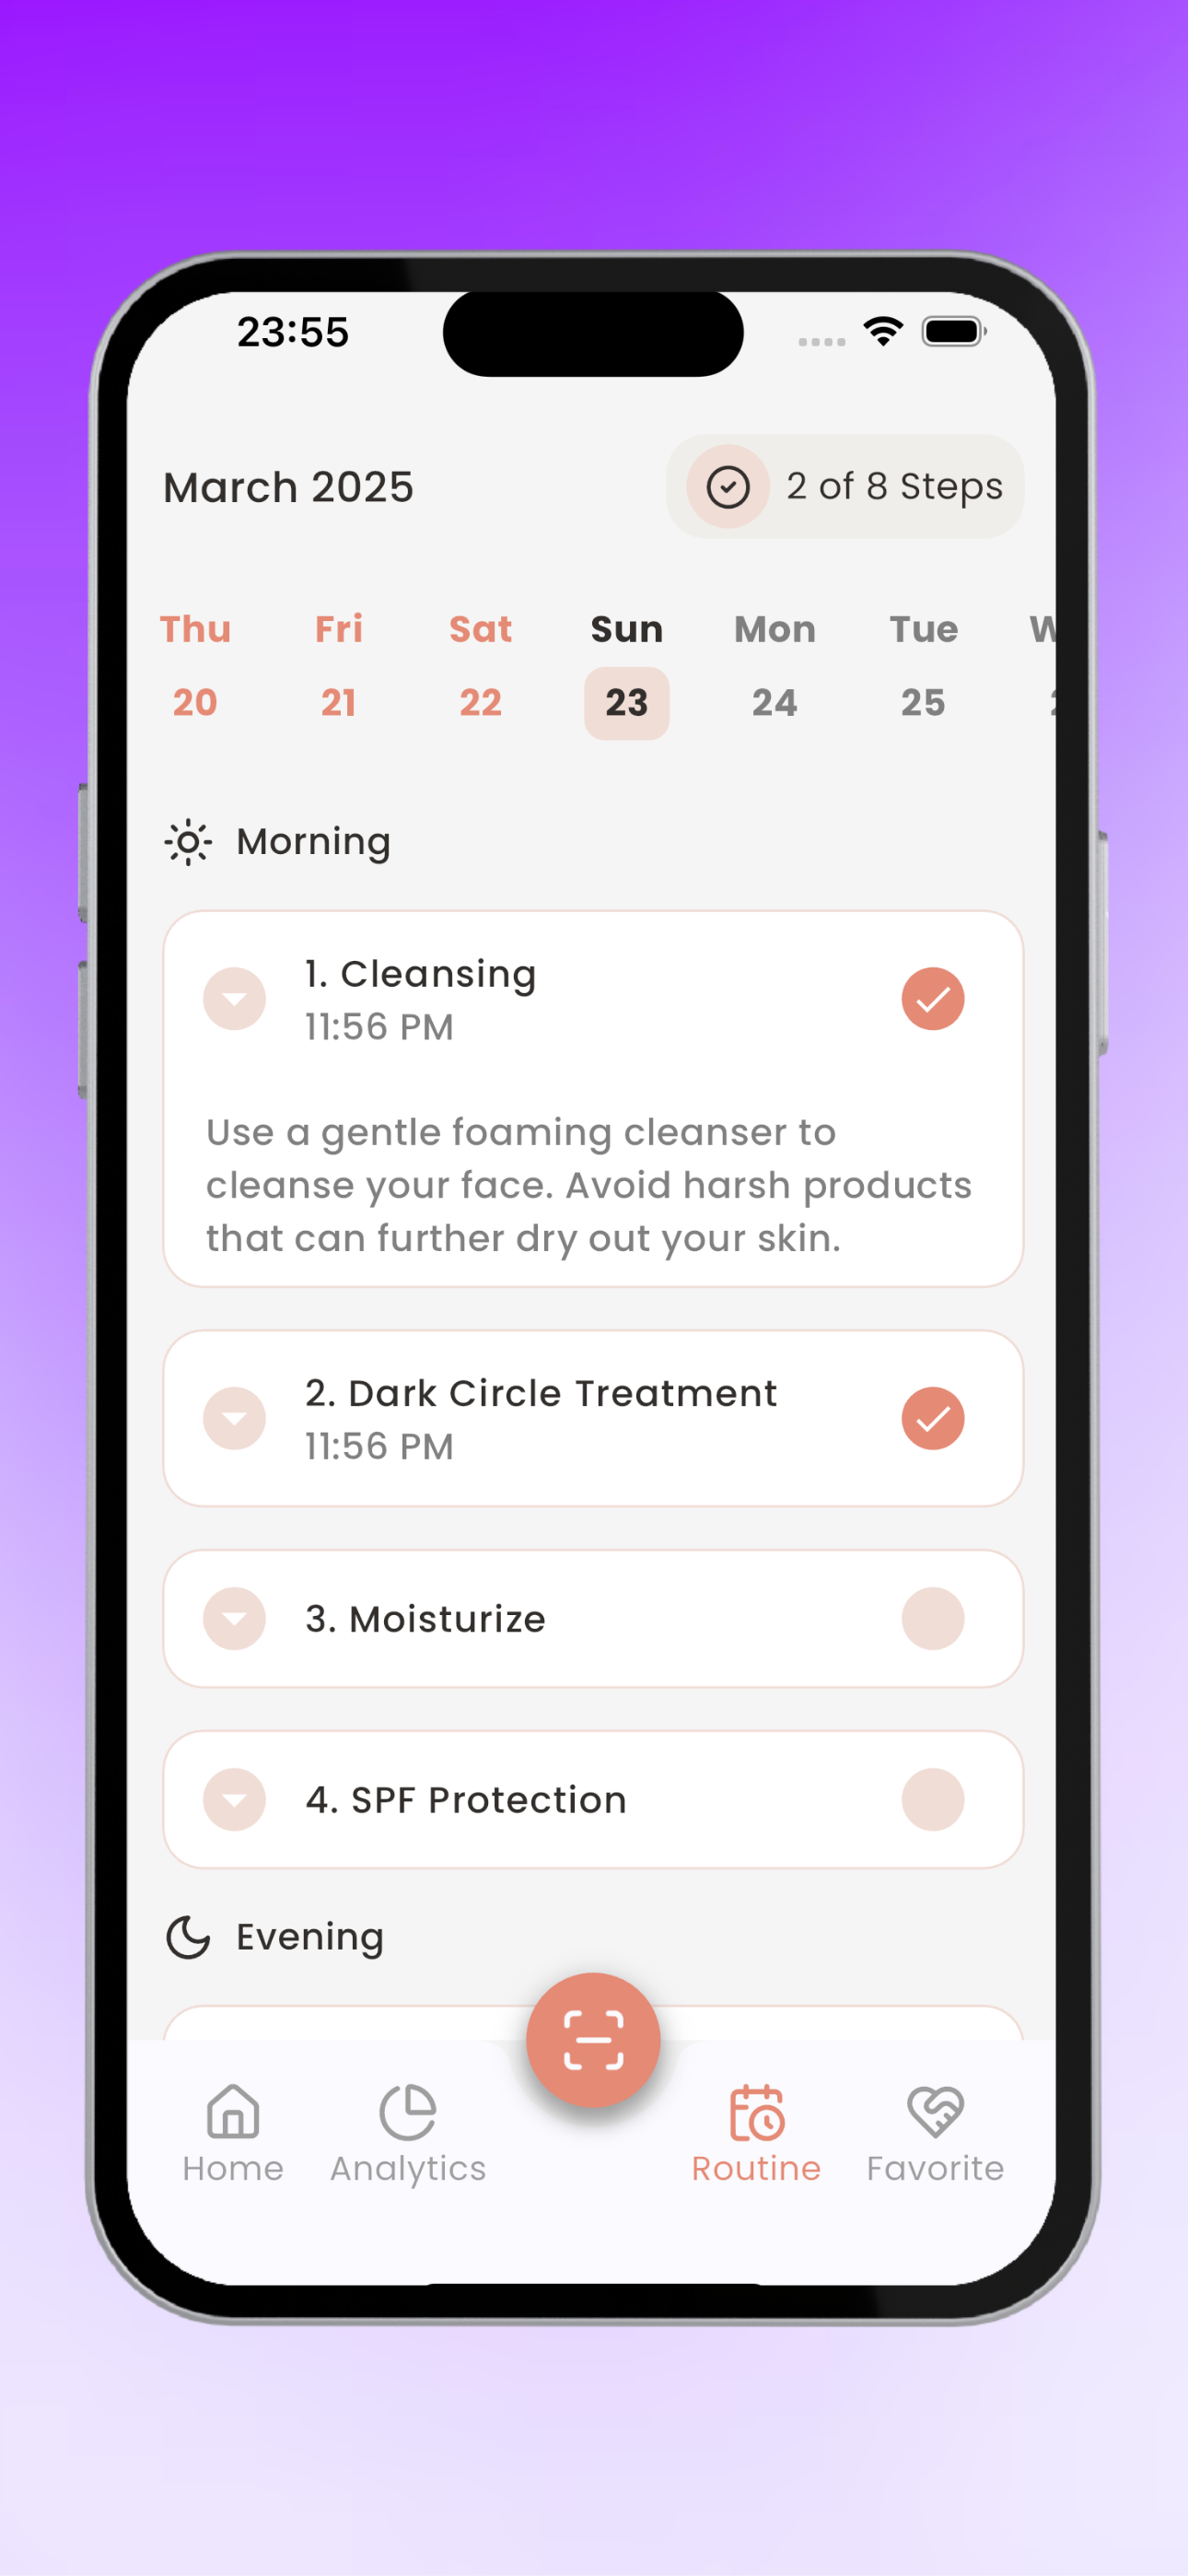 23:55
March 2025
2 of 8 Steps
Thu Fri Sat Sun Mon Tue
20 21 22 23 24 25
Morning
1. Cleansing
11:56 PM
Use a gentle foaming cleanser to
cleanse your face. Avoid harsh products
that can further dry out your skin.
2. Dark Circle Treatment
11:56 PM
3. Moisturize
4. SPF Protection
Evening
Home Analytics Routine Favorite